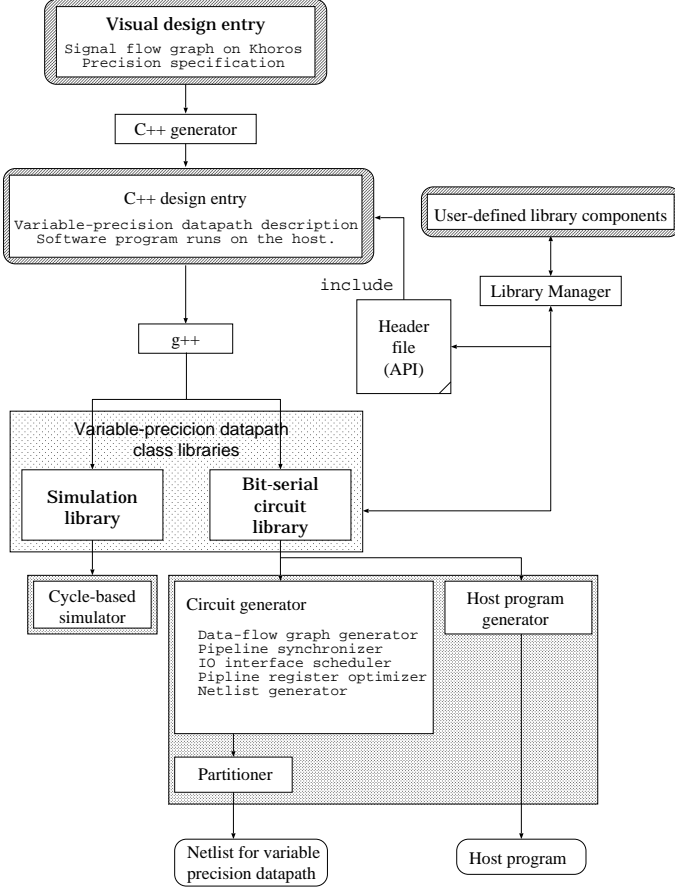 Visual design entry
Signal flow graph on Khoros
Precision specification
C++ generator
C++ design entry
Variable-precision datapath description
Software program runs on the host.
User-defined library components
include
Library Manager
Header
file
(API)
g++
Variable-precicion datapath
class libraries
Simulation
library
Bit-serial
circuit
library
Cycle-based
simulator
Circuit generator
Data-flow graph generator
Pipeline synchronizer
IO interface scheduler
Pipline register optimizer
Netlist generator
Host program
generator
Partitioner
Netlist for variable
precision datapath
Host program